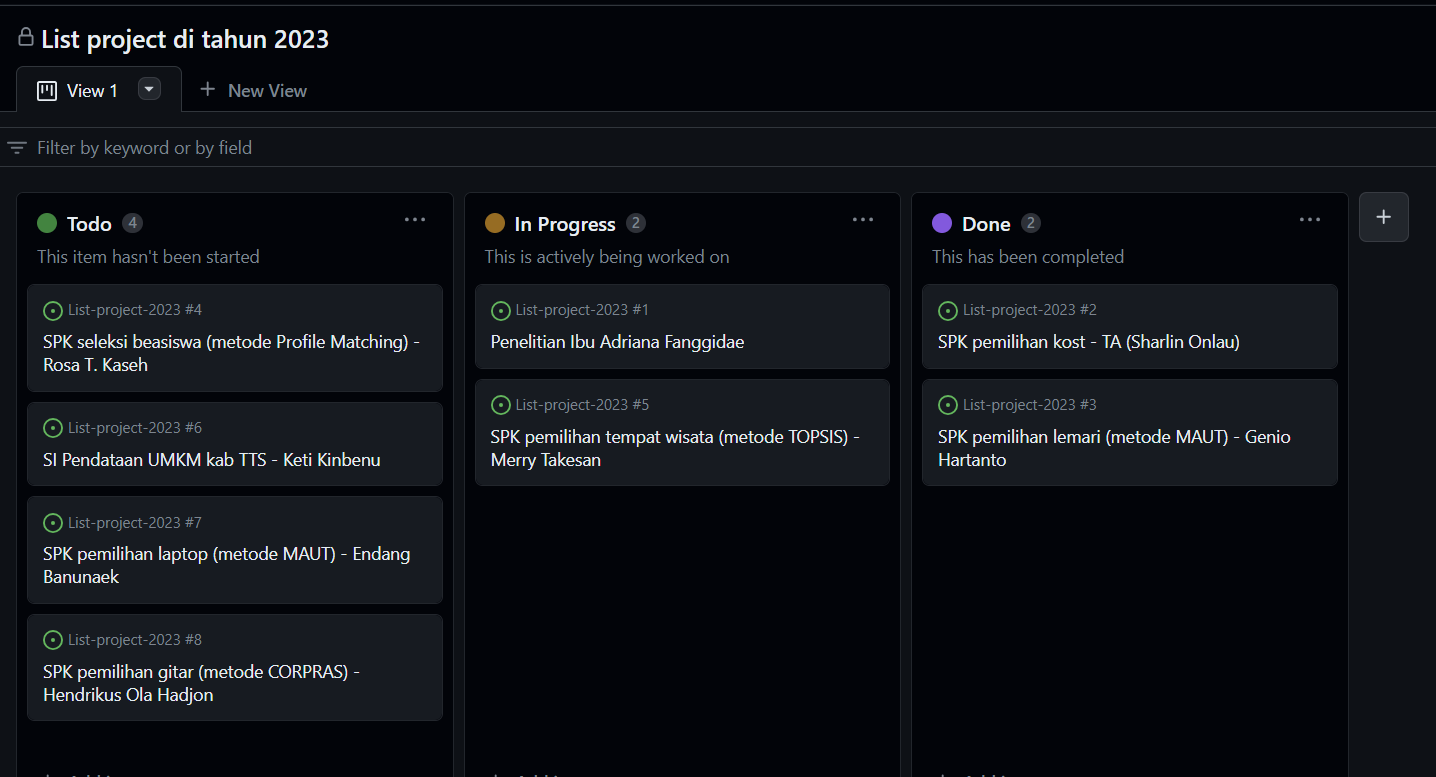 List project di tahun 2023
View 1
New View
Filter by keyword or by field
Todo 4
This item hasn't been started
List-project-2023 #4
SPK seleksi beasiswa (metode Profile Matching) -
Rosa T. Kaseh
List-project-2023 #6
SI Pendataan UMKM kab TTS - Keti Kinbenu
List-project-2023 #7
SPK pemilihan laptop (metode MAUT) - Endang
Banunaek
List-project-2023 #8
SPK pemilihan gitar (metode CORPRAS) -
Hendrikus Ola Hadjon
In Progress 2
This is actively being worked on
List-project-2023 #1
Penelitian Ibu Adriana Fanggidae
List-project-2023 #5
SPK pemilihan tempat wisata (metode TOPSIS) -
Merry Takesan
Done 2
This has been completed
List-project-2023 #2
SPK pemilihan kost - TA (Sharlin Onlau)
List-project-2023 #3
SPK pemilihan lemari (metode MAUT) - Genio
Hartanto